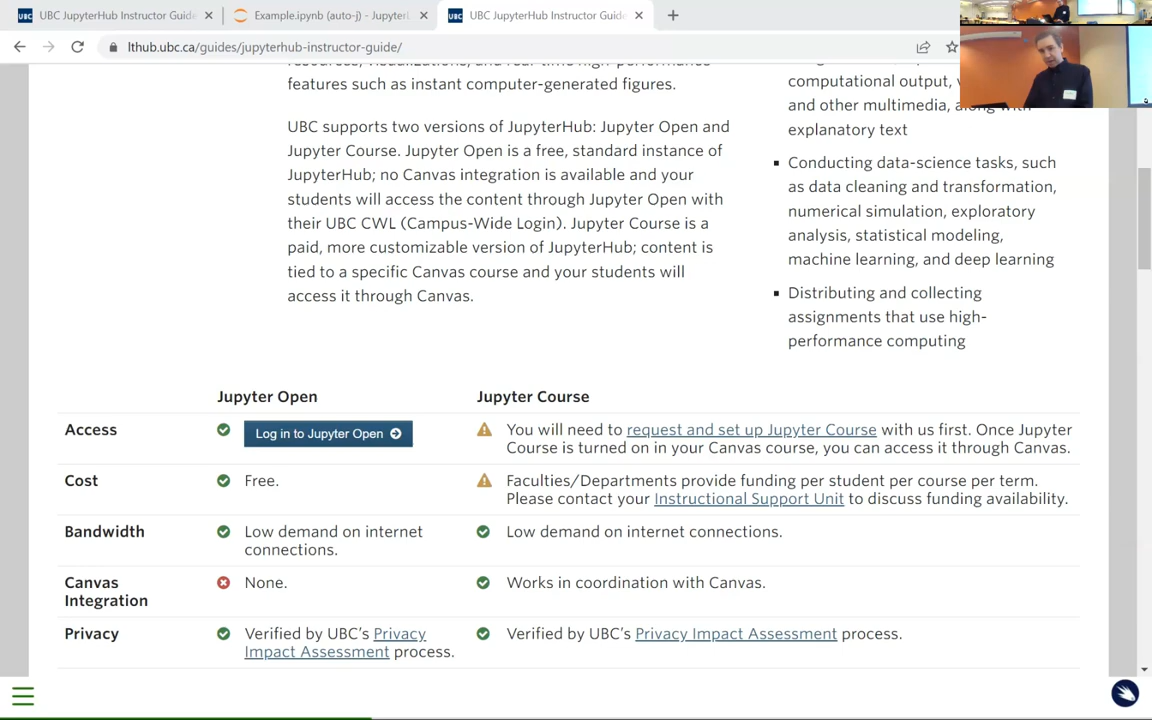 UBC JupyterHub Instructor Guide
Example.ipynb (auto-j) - Jupyterl
UBC JupyterHub Instructor Guide
lthub.ubc.ca/guides/jupyterhub-instructor-guide/
features such as instant computer-generated figures.
UBC supports two versions of JupyterHub: Jupyter Open and
Jupyter Course. Jupyter Open is a free, standard instance of
JupyterHub; no Canvas integration is available and your
students will access the content through Jupyter Open with
their UBC CWL (Campus-Wide Login). Jupyter Course is a
paid, more customizable version of JupyterHub; content is
tied to a specific Canvas course and your students will
access it through Canvas.
computational output,
and other multimedia, along with
explanatory text
Conducting data-science tasks, such
as data cleaning and transformation,
numerical simulation, exploratory
analysis, statistical modeling,
machine learning, and deep learning
Distributing and collecting
assignments that use high-
performance computing
Jupyter Open Jupyter Course
Access Log in to Jupyter Open You will need to request and set up Jupyter Course with us first. Once Jupyter
Course is turned on in your Canvas course, you can access it through Canvas.
Cost Free. Faculties/Departments provide funding per student per course per term.
Please contact your Instructional Support Unit to discuss funding availability.
Bandwidth Low demand on internet Low demand on internet connections.
connections.
Canvas None. Works in coordination with Canvas.
Integration
Privacy Verified by UBC's Privacy Verified by UBC's Privacy Impact Assessment process.
Impact Assessment process.